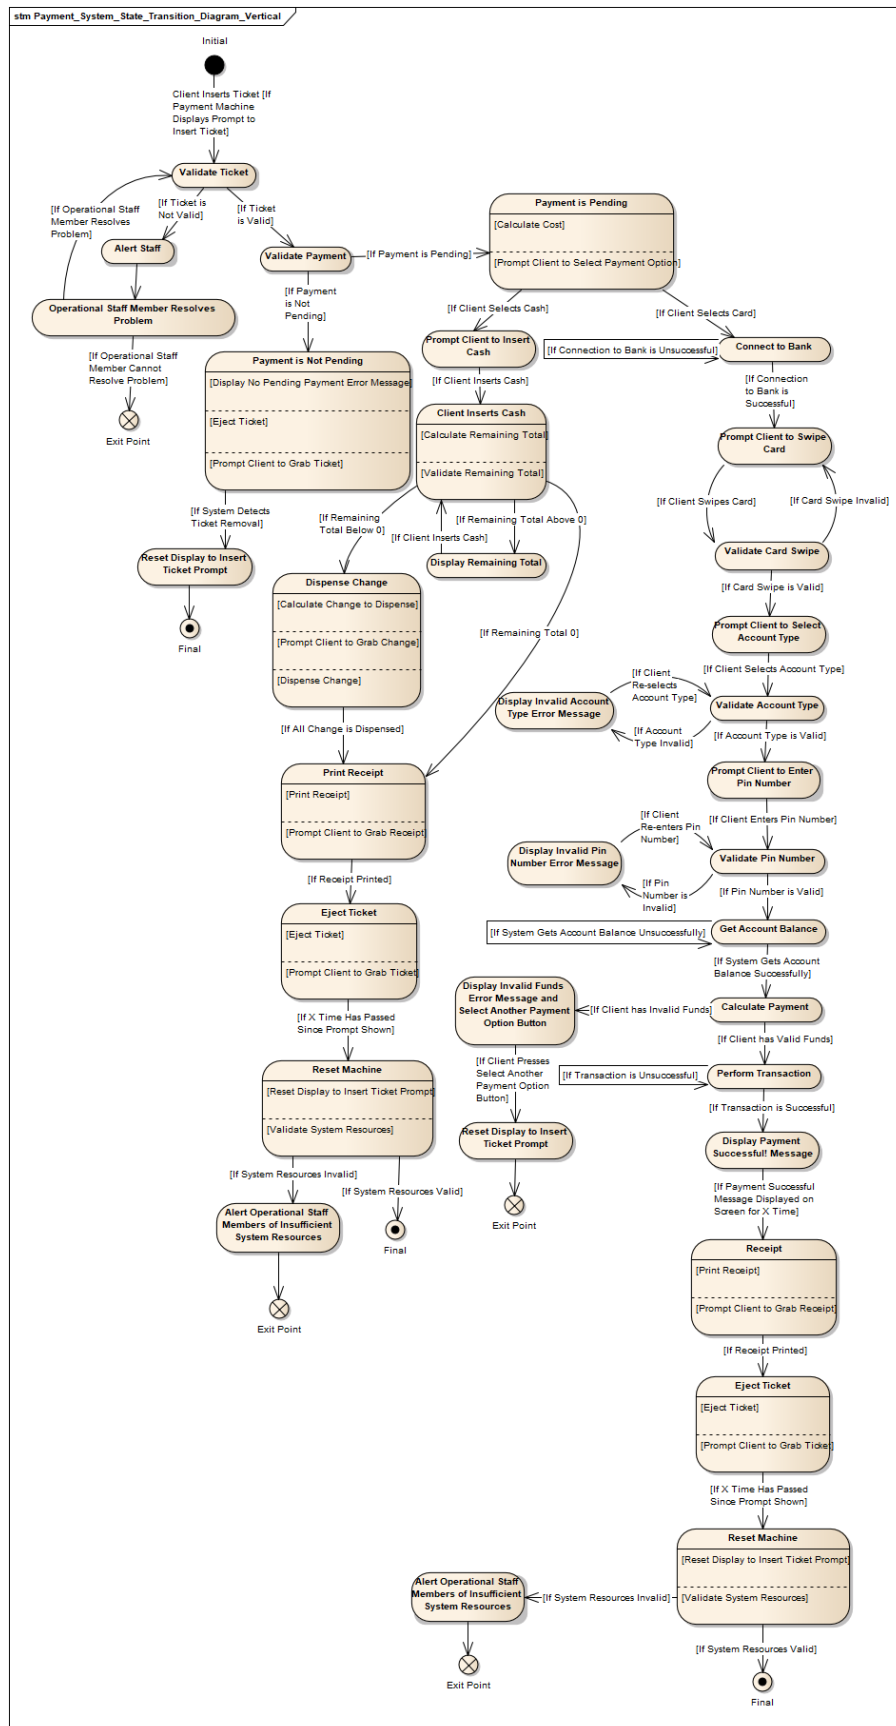 stm Payment_System_State_Transition_Diagram_Vertical
Initial
Client Inserts Ticket [If
Payment Machine
Displays Prompt to
Insert Ticket]
Validate Ticket
[If Operational Staff
Member Resolves
Problem]
[If Ticket is
Not Valid]
[If Ticket
is Valid]
Alert Staff
Validate Payment
[If Payment is Pending]
Payment is Pending
[Calculate Cost]
[Prompt Client to Select Payment Option]
Operational Staff Member Resolves
Problem
[If Payment
is Not
Pending]
[If Operational Staff
Member Cannot
Resolve Problem]
Exit Point
Payment is Not Pending
[Display No Pending Payment Error Message]
[Eject Ticket]
[Prompt Client to Grab Ticket]
[If System Detects
Ticket Removal]
Reset Display to Insert
Ticket Prompt
Final
[If Client Selects Cash]
Prompt Client to Insert
Cash
[If Client Inserts Cash]
Client Inserts Cash
[Calculate Remaining Total]
[Validate Remaining Total]
[If Remaining
Total Below 0]
[If Client Inserts Cash]
[If Remaining Total Above 0]
Display Remaining Total
[If Remaining Total 0]
Dispense Change
[Calculate Change to Dispense]
[Prompt Client to Grab Change]
[Dispense Change]
[If All Change is Dispensed]
Print Receipt
[Print Receipt]
[Prompt Client to Grab Receipt]
[If Receipt Printed]
Eject Ticket
[Eject Ticket]
[Prompt Client to Grab Ticket]
[If X Time Has Passed
Since Prompt Shown]
Reset Machine
[Reset Display to Insert Ticket Prompt]
[Validate System Resources]
[If System Resources Invalid]
[If System Resources Valid]
Alert Operational Staff
Members of Insufficient
System Resources
Exit Point
Final
[If Client Selects Card]
[If Connection to Bank is Unsuccessful]
Connect to Bank
[If Connection
to Bank is
Successful]
Prompt Client to Swipe
Card
[If Client Swipes Card]
[If Card Swipe Invalid]
Validate Card Swipe
[If Card Swipe is Valid]
Prompt Client to Select
Account Type
[If Client Selects Account Type]
[If Client
Re-selects
Account Type]
Display Invalid Account
Type Error Message
Validate Account Type
[If Account
Type Invalid]
[If Account Type is Valid]
Prompt Client to Enter
Pin Number
[If Client Enters Pin Number]
[If Client
Re-enters Pin
Number]
Display Invalid Pin
Number Error Message
Validate Pin Number
[If Pin
Number is
Invalid]
[If Pin Number is Valid]
[If System Gets Account Balance Unsuccessfully]
Get Account Balance
[If System Gets Account
Balance Successfully]
Display Invalid Funds
Error Message and
Select Another Payment
Option Button
[If Client has Invalid Funds]
Calculate Payment
[If Client has Valid Funds]
[If Client Presses
Select Another
Payment Option
Button]
[If Transaction is Unsuccessful]
Perform Transaction
[If Transaction is Successful]
Reset Display to Insert
Ticket Prompt
Exit Point
Display Payment
Successful! Message
[If Payment Successful
Message Displayed on
Screen for X Time]
Receipt
[Print Receipt]
[Prompt Client to Grab Receipt]
[If Receipt Printed]
Eject Ticket
[Eject Ticket]
[Prompt Client to Grab Ticket]
[If X Time Has Passed
Since Prompt Shown]
Reset Machine
[Reset Display to Insert Ticket Prompt]
[Validate System Resources]
[If System Resources Invalid]
Alert Operational Staff
Members of Insufficient
System Resources
Exit Point
[If System Resources Valid]
Final